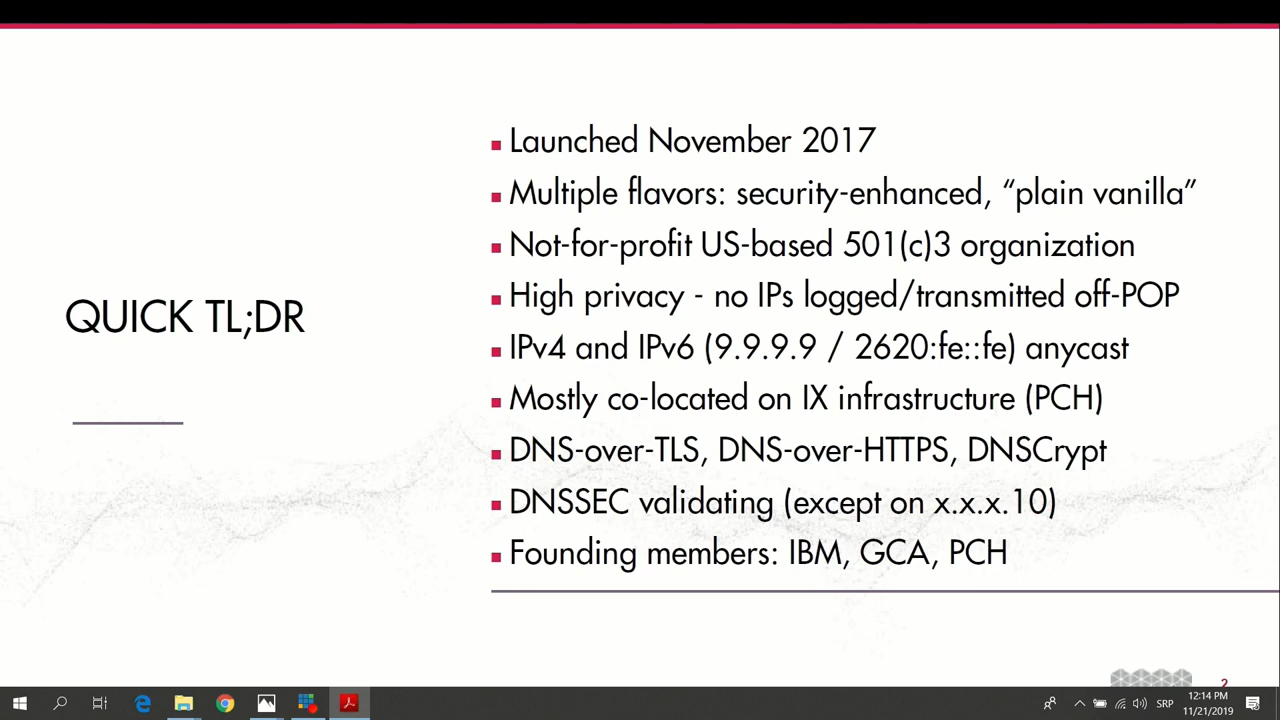 QUICK TL;DR
Launched November 2017
Multiple flavors: security-enhanced, “plain vanilla”
Not-for-profit US-based 501(c)3 organization
High privacy - no IPs logged/transmitted off-POP
IPv4 and IPv6 (9.9.9.9 / 2620:fe::fe) anycast
Mostly co-located on IX infrastructure (PCH)
DNS-over-TLS, DNS-over-HTTPS, DNSCrypt
DNSSEC validating (except on x.x.x.10)
Founding members: IBM, GCA, PCH
2
SRP
12:14 PM
11/21/2019